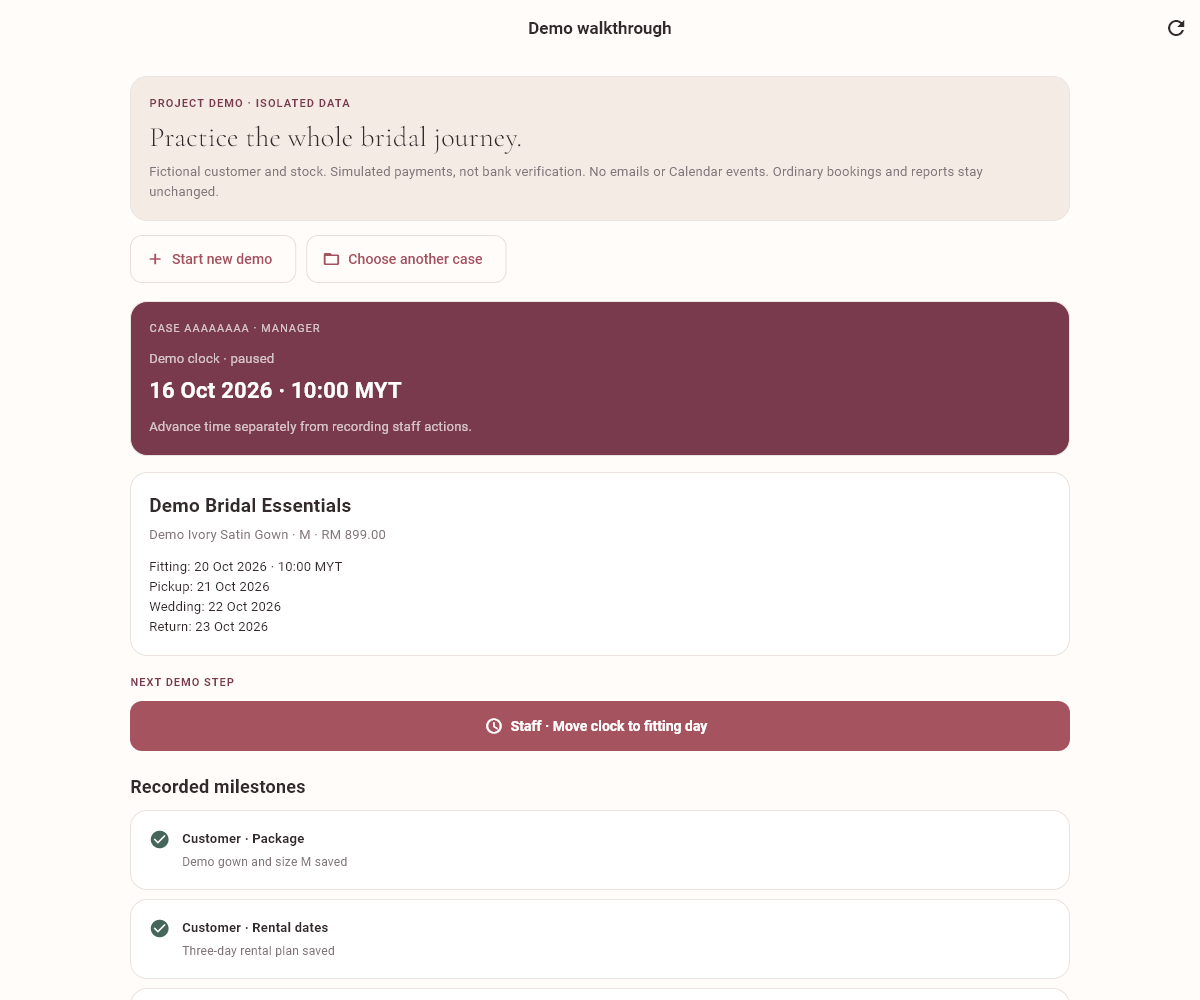 Demo walkthrough
PROJECT DEMO · ISOLATED DATA
Practice the whole bridal journey.
Fictional customer and stock. Simulated payments, not bank verification. No emails or Calendar events. Ordinary bookings and reports stay
unchanged.
Start new demo
Choose another case
CASE AAAAAAAA · MANAGER
Demo clock · paused
16 Oct 2026 · 10:00 MYT
Advance time separately from recording staff actions.
Demo Bridal Essentials
Demo Ivory Satin Gown · M · RM 899.00
Fitting: 20 Oct 2026 · 10:00 MYT
Pickup: 21 Oct 2026
Wedding: 22 Oct 2026
Return: 23 Oct 2026
NEXT DEMO STEP
Staff · Move clock to fitting day
Recorded milestones
Customer · Package
Demo gown and size M saved
Customer · Rental dates
Three-day rental plan saved